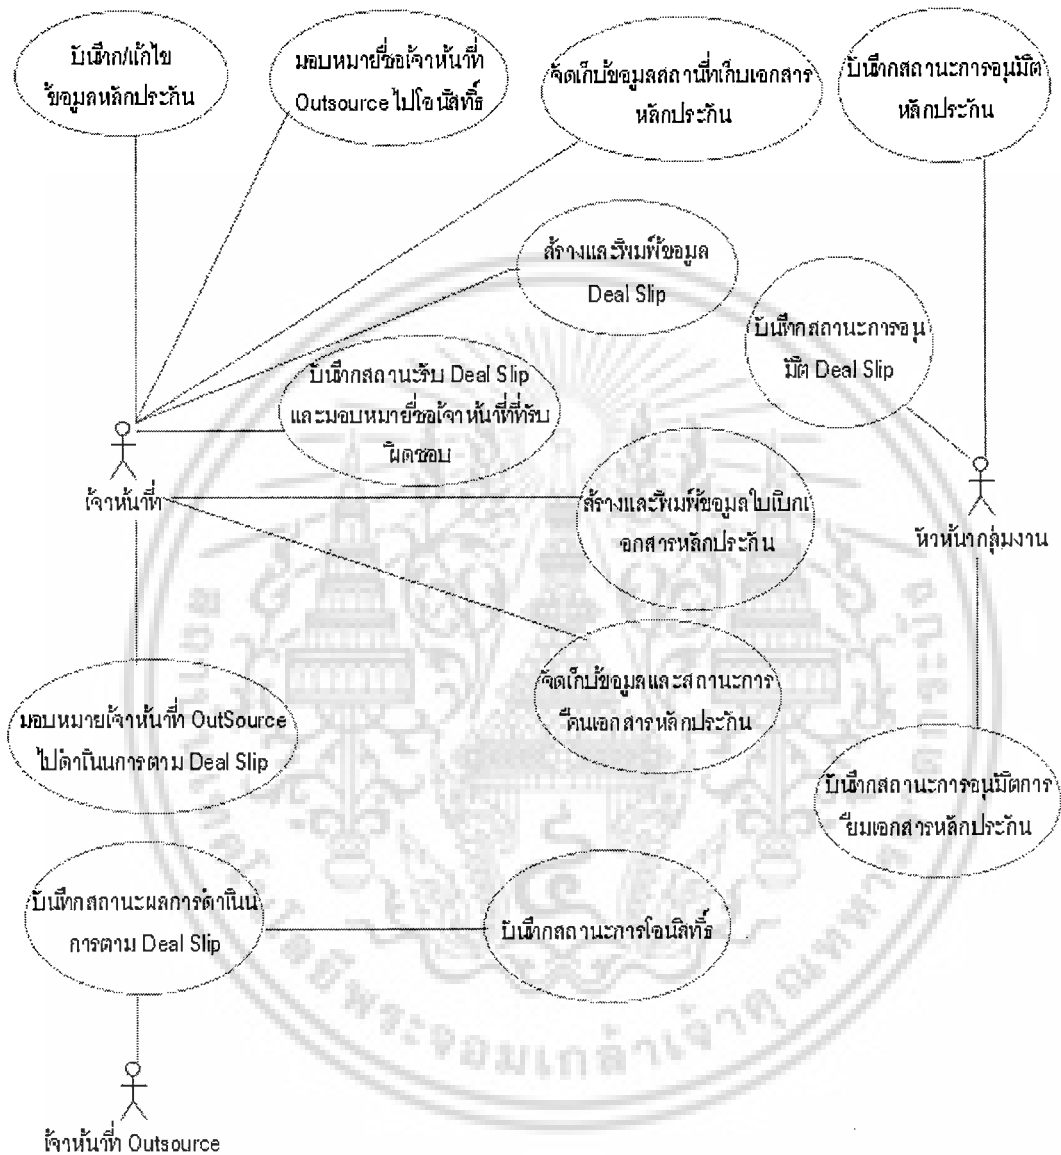 บันทึก/แก้ไข
ข้อมูลหลักประกัน
มอบหมายชื่อเจ้าหน้าที่
Outsource ไปโอนสิทธิ์
จัดเก็บข้อมูลสถานที่เก็บเอกสาร
หลักประกัน
บันทึกสถานะการอนุมัติ
หลักประกัน
สร้างและพิมพ์ข้อมูล
Deal Slip
บันทึกสถานะการอนุ
มัติ Deal Slip
บันทึกสถานะรับ Deal Slip
และมอบหมายชื่อเจ้าหน้าที่ที่รับ
ผิดชอบ
เจ้าหน้าที่
สร้างและพิมพ์ข้อมูลใบเบิกเ
อกสารหลักประกัน
หัวหน้ากลุ่มงาน
จัดเก็บข้อมูลและสถานะการ
คืนเอกสารหลักประกัน
มอบหมายเจ้าหน้าที่ OutSource
ไปดำเนินการตาม Deal Slip
บันทึกสถานะการอนุมัติการ
ยืมเอกสารหลักประกัน
บันทึกสถานะผลการดำเนิน
การตาม Deal Slip
บันทึกสถานะการโอนสิทธิ์
เจ้าหน้าที่ Outsource
พระจอมเกล้าเจ้าคุณทหาร